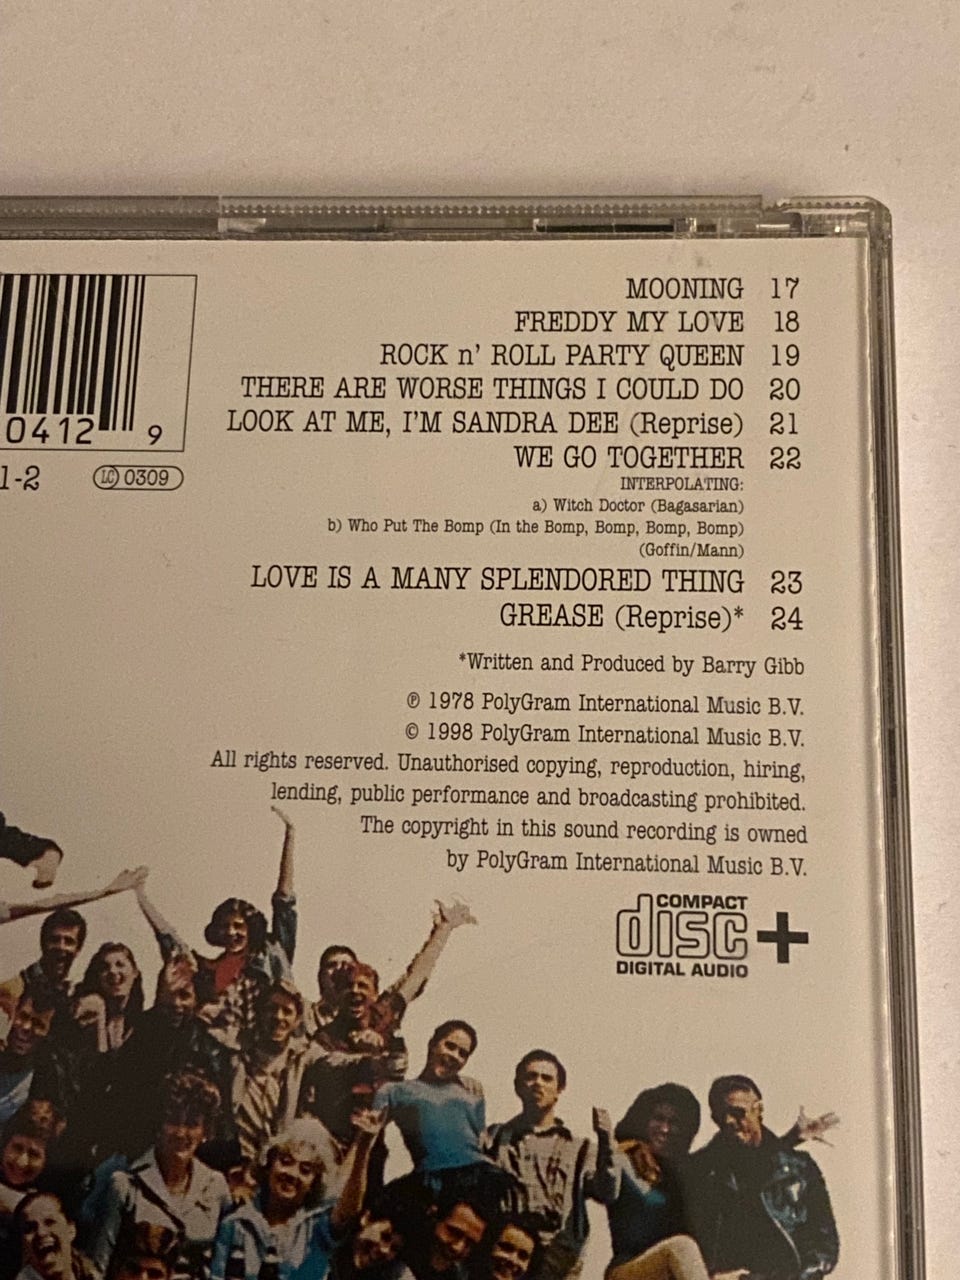 0412 9
1-2
LC 0309
MOONING 17
FREDDY MY LOVE 18
ROCK n' ROLL PARTY QUEEN 19
THERE ARE WORSE THINGS I COULD DO 20
LOOK AT ME, I'M SANDRA DEE (Reprise) 21
WE GO TOGETHER 22
INTERPOLATING:
a) Witch Doctor (Bagasarian)
b) Who Put The Bomp (In the Bomp, Bomp, Bomp, Bomp)
(Goffin/Mann)
LOVE IS A MANY SPLENDORED THING 23
GREASE (Reprise)* 24
*Written and Produced by Barry Gibb
℗ 1978 PolyGram International Music B.V.
© 1998 PolyGram International Music B.V.
All rights reserved. Unauthorised copying, reproduction, hiring,
lending, public performance and broadcasting prohibited.
The copyright in this sound recording is owned
by PolyGram International Music B.V.
COMPACT
disc +
DIGITAL AUDIO